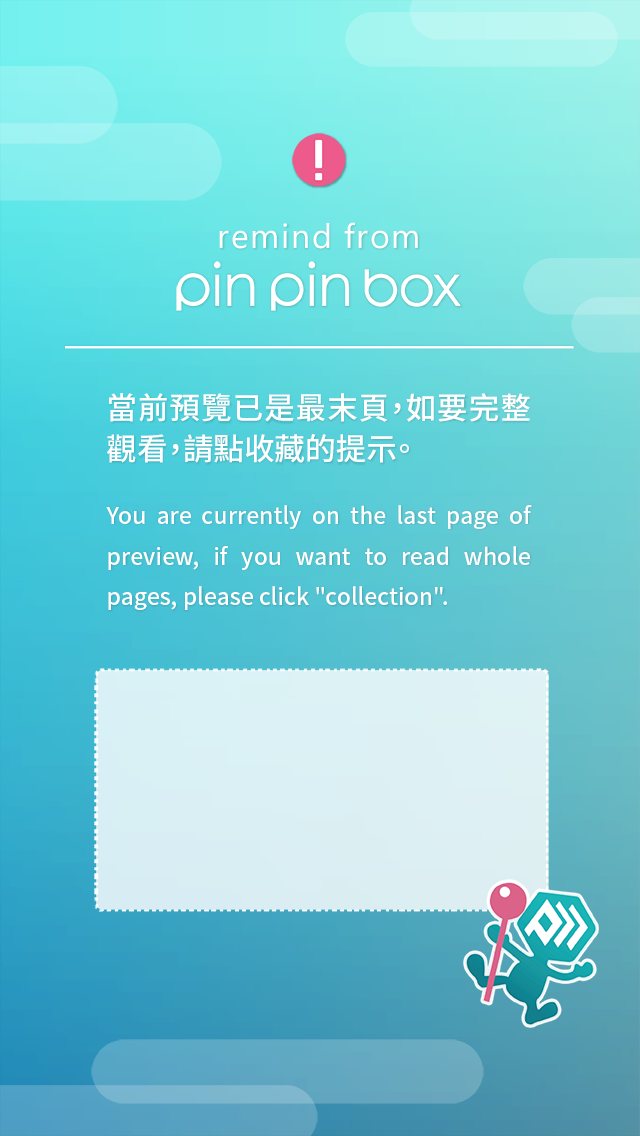 remind from
pin pin box
當前預覽已是最末頁，如要完整
觀看，請點收藏的提示。
You are currently on the last page of
preview, if you want to read whole
pages, please click "collection".